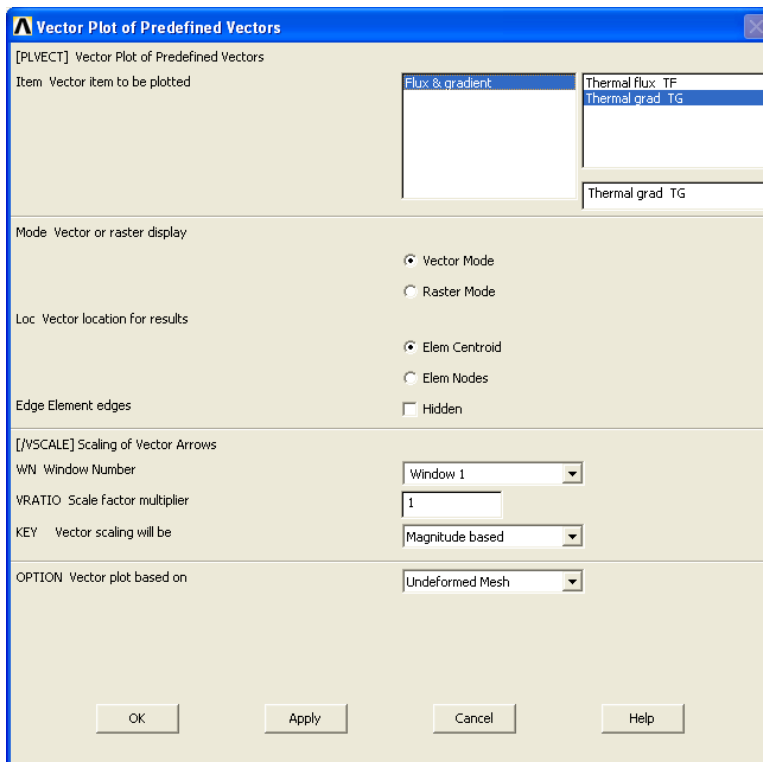 Vector Plot of Predefined Vectors
[PLVECT] Vector Plot of Predefined Vectors
Item Vector item to be plotted
Flux & gradient
Thermal flux TF
Thermal grad TG
Thermal grad TG
Mode Vector or raster display
Vector Mode
Raster Mode
Loc Vector location for results
Elem Centroid
Elem Nodes
Edge Element edges
Hidden
[/VSCALE] Scaling of Vector Arrows
WN Window Number
Window 1
VRATIO Scale factor multiplier
1
KEY Vector scaling will be
Magnitude based
OPTION Vector plot based on
Undeformed Mesh
OK Apply Cancel Help